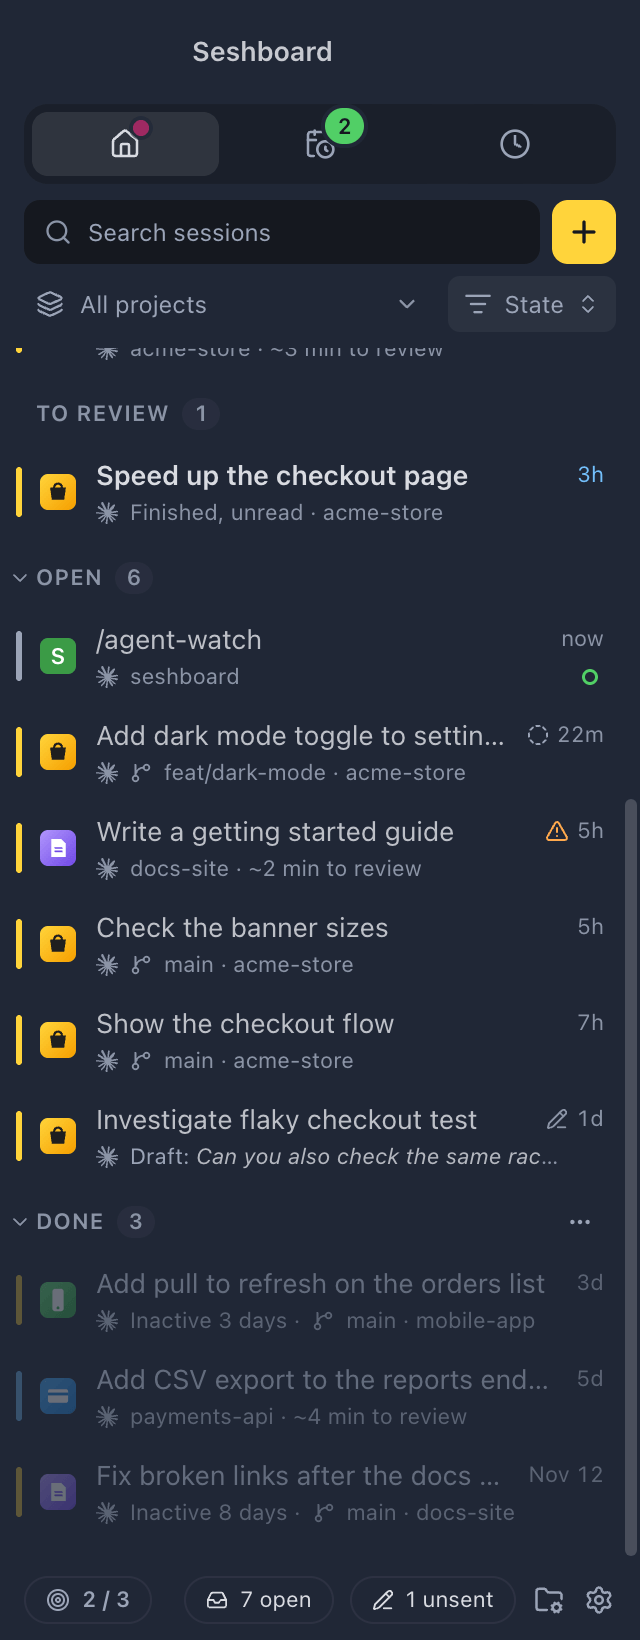 Seshboard
2
Search sessions
All projects
State
acme-store · ~3 min to review
TO REVIEW 1
Speed up the checkout page 3h
Finished, unread · acme-store
OPEN 6
S /agent-watch now
seshboard
Add dark mode toggle to settin... 22m
feat/dark-mode · acme-store
Write a getting started guide 5h
docs-site · ~2 min to review
Check the banner sizes 5h
main · acme-store
Show the checkout flow 7h
main · acme-store
Investigate flaky checkout test 1d
Draft: Can you also check the same rac...
DONE 3
Add pull to refresh on the orders list 3d
Inactive 3 days · main · mobile-app
Add CSV export to the reports end... 5d
payments-api · ~4 min to review
Fix broken links after the docs ... Nov 12
Inactive 8 days · main · docs-site
2 / 3 7 open 1 unsent